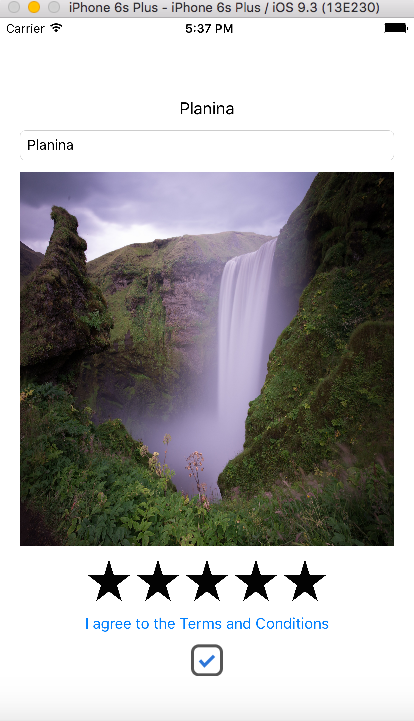 iPhone 6s Plus - iPhone 6s Plus / iOS 9.3 (13E230)
Carrier 5:37 PM
Planina
Planina
I agree to the Terms and Conditions